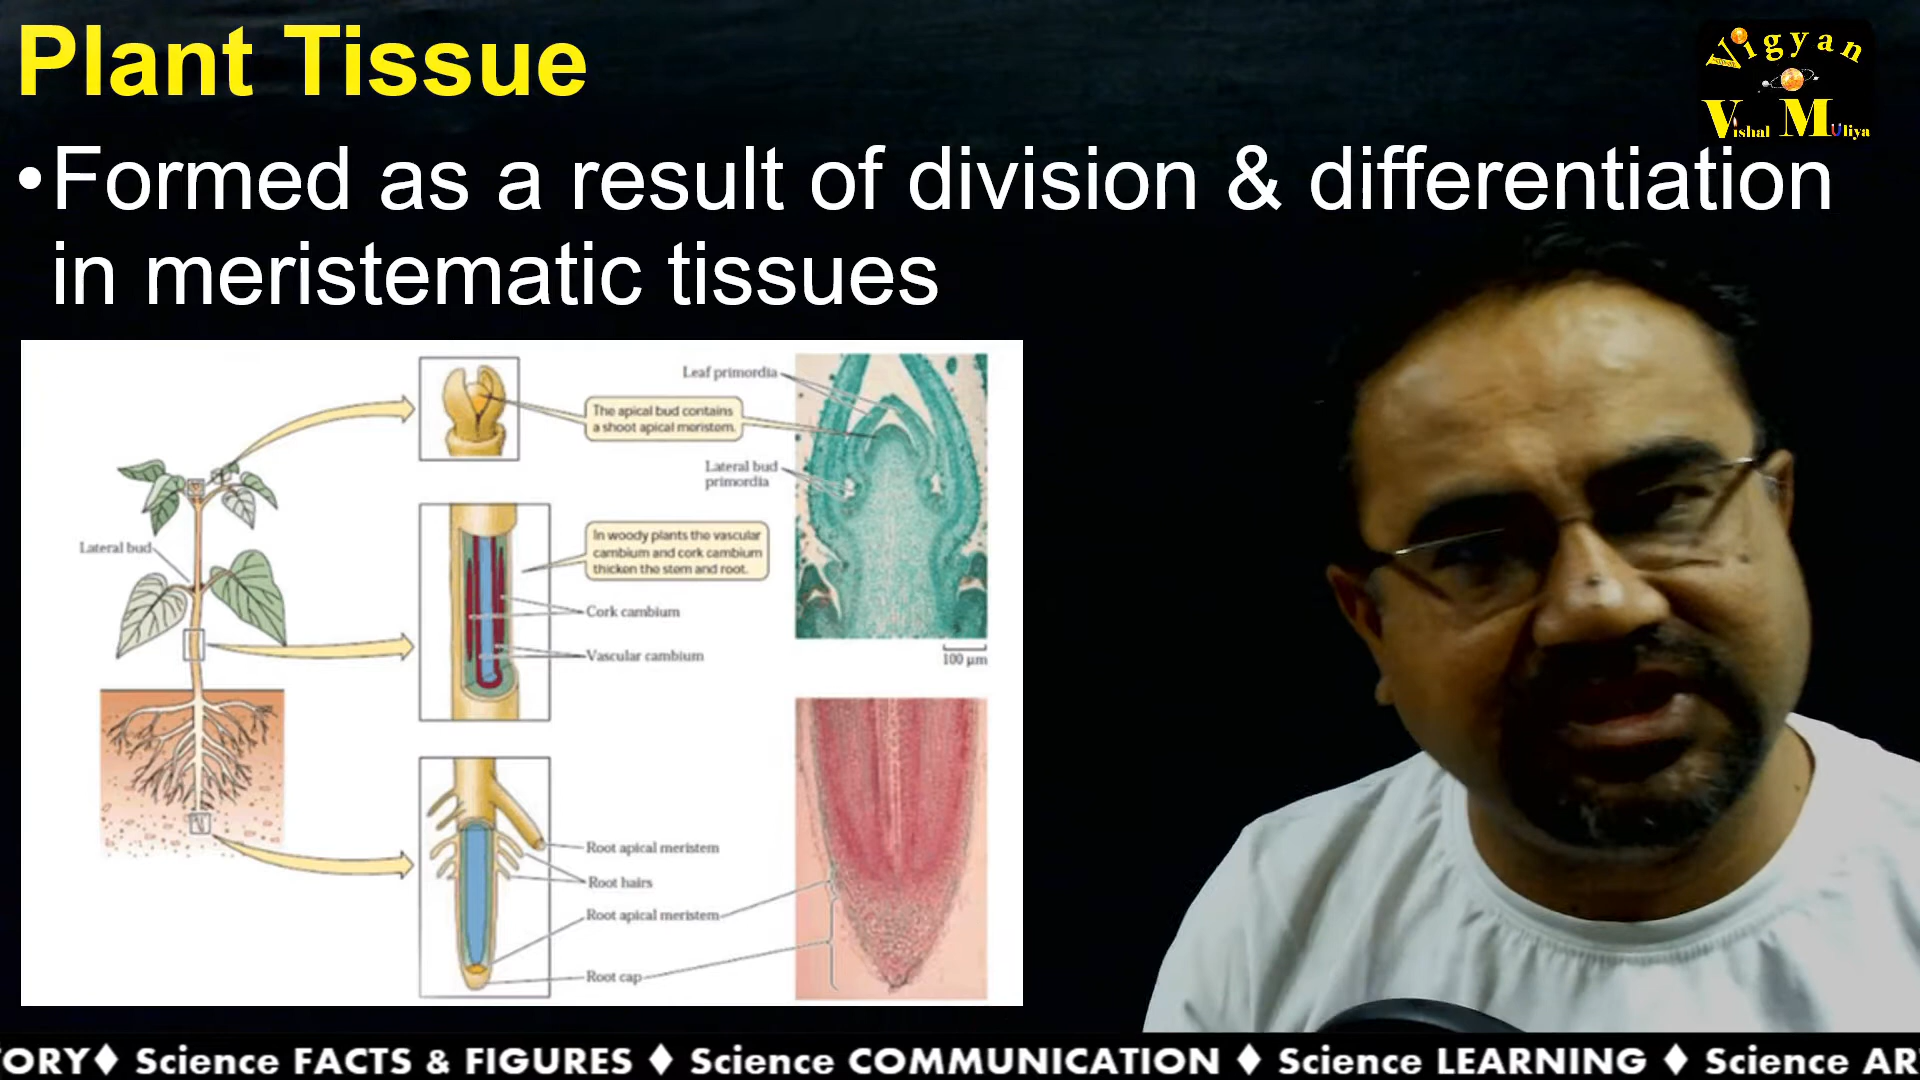 Plant Tissue
Vigyan
Vishal Muliya
•Formed as a result of division & differentiation
in meristematic tissues
Leaf primordia
The apical bud contains
a shoot apical meristem.
Lateral bud
primordia
Lateral bud
In woody plants the vascular
cambium and cork cambium
thicken the stem and root.
Cork cambium
Vascular cambium
100 µm
Root apical meristem
Root hairs
Root apical meristem
Root cap
ORY♦ Science FACTS & FIGURES ♦ Science COMMUNICATION ♦ Science LEARNING ♦ Science AR